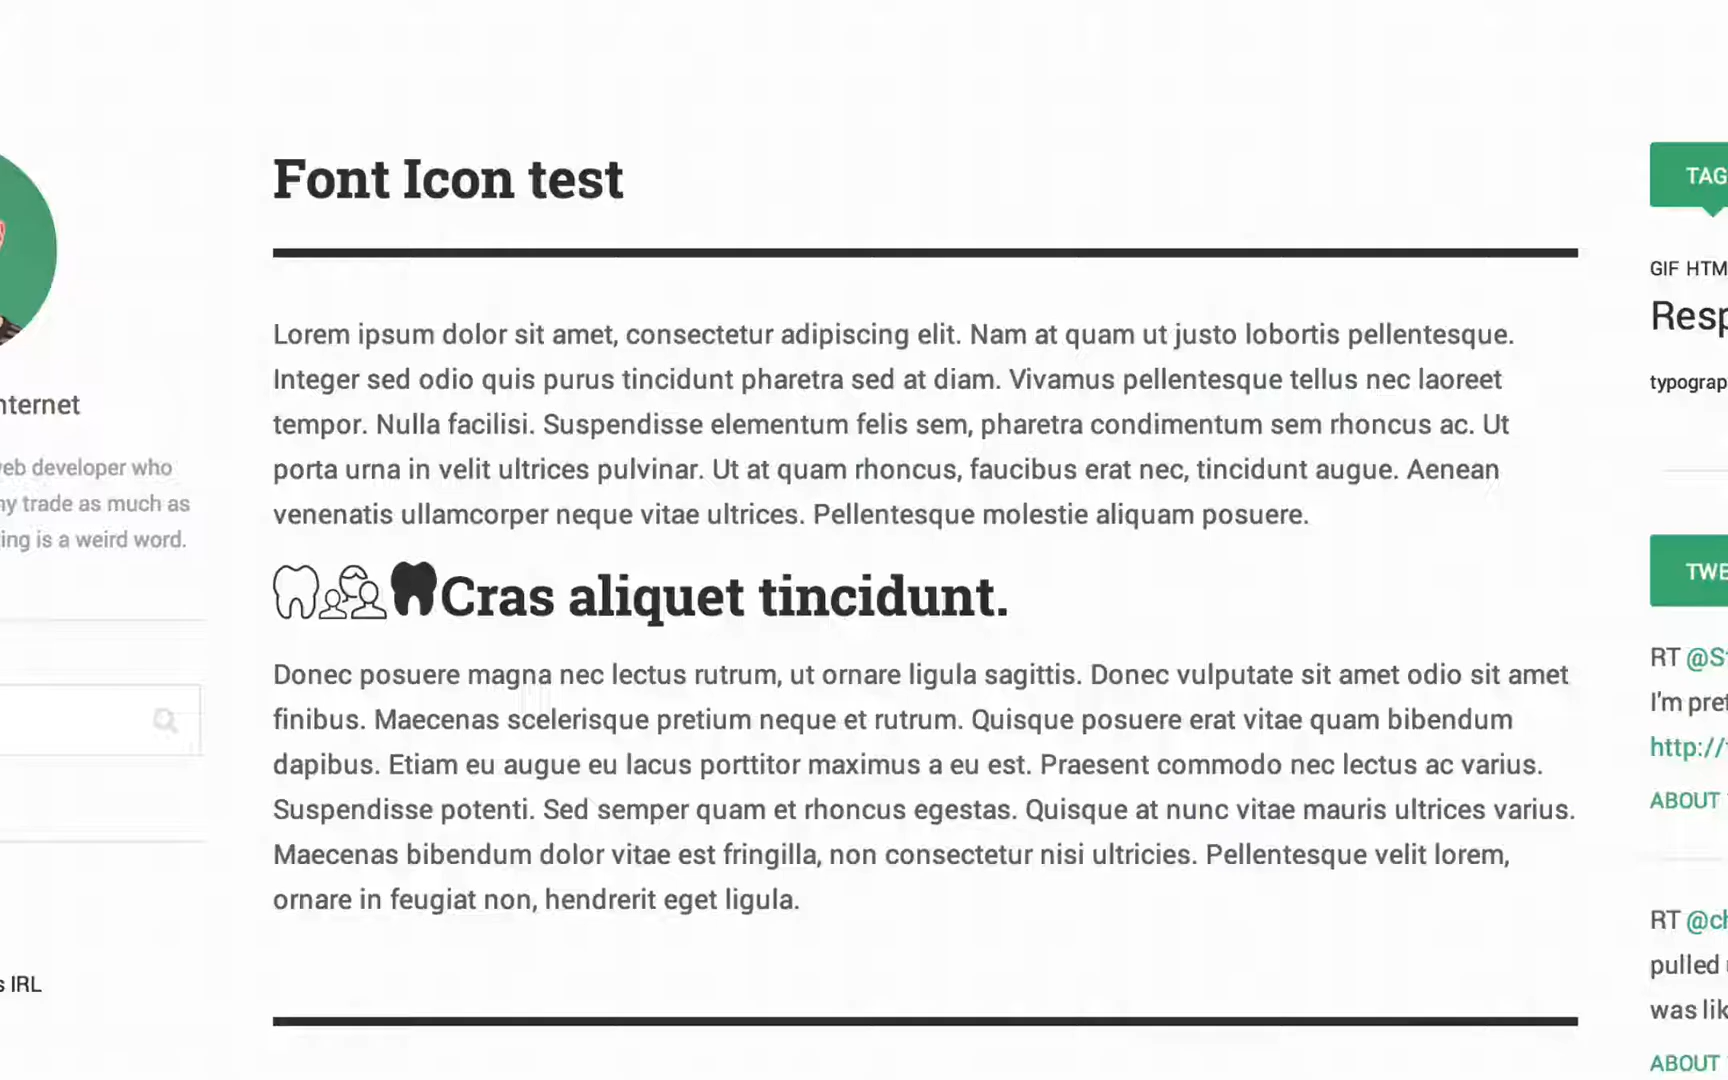 Font Icon test
Lorem ipsum dolor sit amet, consectetur adipiscing elit. Nam at quam ut justo lobortis pellentesque.
Integer sed odio quis purus tincidunt pharetra sed at diam. Vivamus pellentesque tellus nec laoreet
tempor. Nulla facilisi. Suspendisse elementum felis sem, pharetra condimentum sem rhoncus ac. Ut
porta urna in velit ultrices pulvinar. Ut at quam rhoncus, faucibus erat nec, tincidunt augue. Aenean
venenatis ullamcorper neque vitae ultrices. Pellentesque molestie aliquam posuere.
Cras aliquet tincidunt.
Donec posuere magna nec lectus rutrum, ut ornare ligula sagittis. Donec vulputate sit amet odio sit amet
finibus. Maecenas scelerisque pretium neque et rutrum. Quisque posuere erat vitae quam bibendum
dapibus. Etiam eu augue eu lacus porttitor maximus a eu est. Praesent commodo nec lectus ac varius.
Suspendisse potenti. Sed semper quam et rhoncus egestas. Quisque at nunc vitae mauris ultrices varius.
Maecenas bibendum dolor vitae est fringilla, non consectetur nisi ultricies. Pellentesque velit lorem,
ornare in feugiat non, hendrerit eget ligula.
nternet
eb developer who
ny trade as much as
ing is a weird word.
s IRL
TAG
GIF HTM
Resp
typograp
TWE
RT @S
I'm pre
http://
ABOUT
RT @ch
pulled
was lik
ABOUT